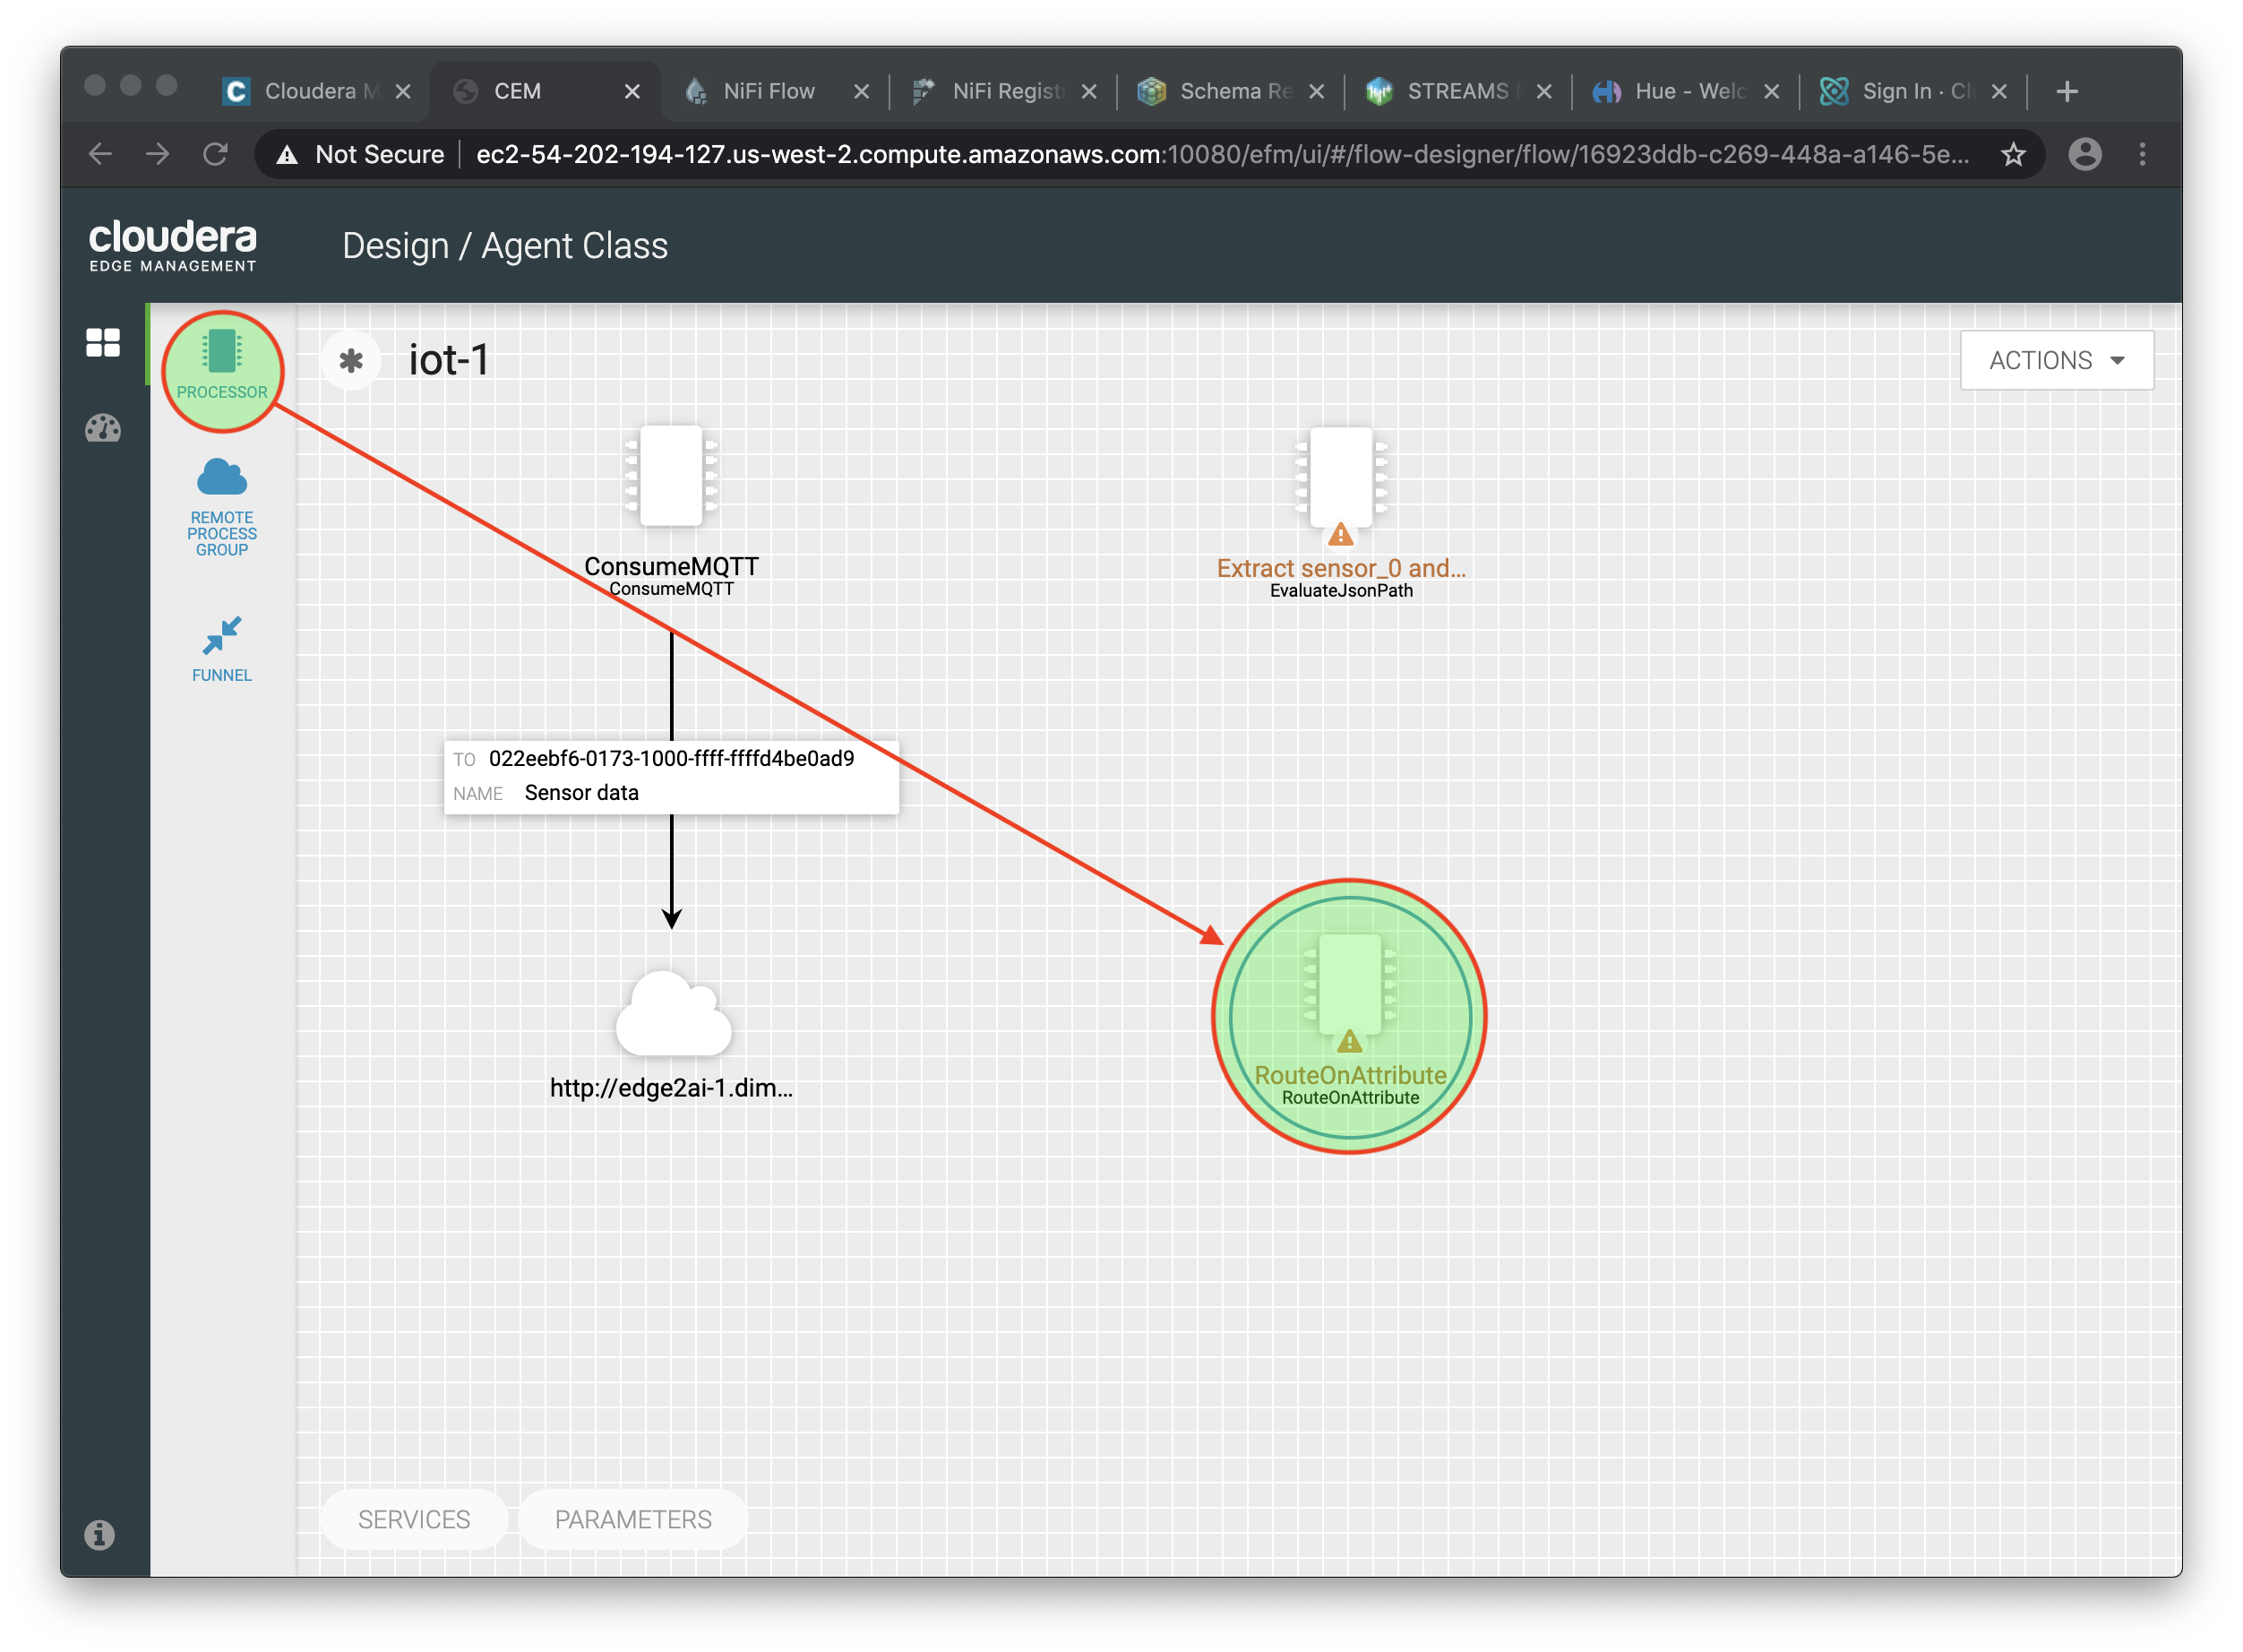 Cloudera M
CEM
NiFi Flow
NiFi Registr
Schema Re
STREAMS
Hue - Welc
Sign In · Clo
Not Secure
ec2-54-202-194-127.us-west-2.compute.amazonaws.com:10080/efm/ui/#/flow-designer/flow/16923ddb-c269-448a-a146-5e...
cloudera
EDGE MANAGEMENT
Design / Agent Class
PROCESSOR
REMOTE
PROCESS
GROUP
FUNNEL
iot-1
ACTIONS
ConsumeMQTT
ConsumeMQTT
Extract sensor_0 and...
EvaluateJsonPath
TO 022eebf6-0173-1000-ffff-ffffd4be0ad9
NAME Sensor data
http://edge2ai-1.dim...
RouteOnAttribute
RouteOnAttribute
SERVICES
PARAMETERS